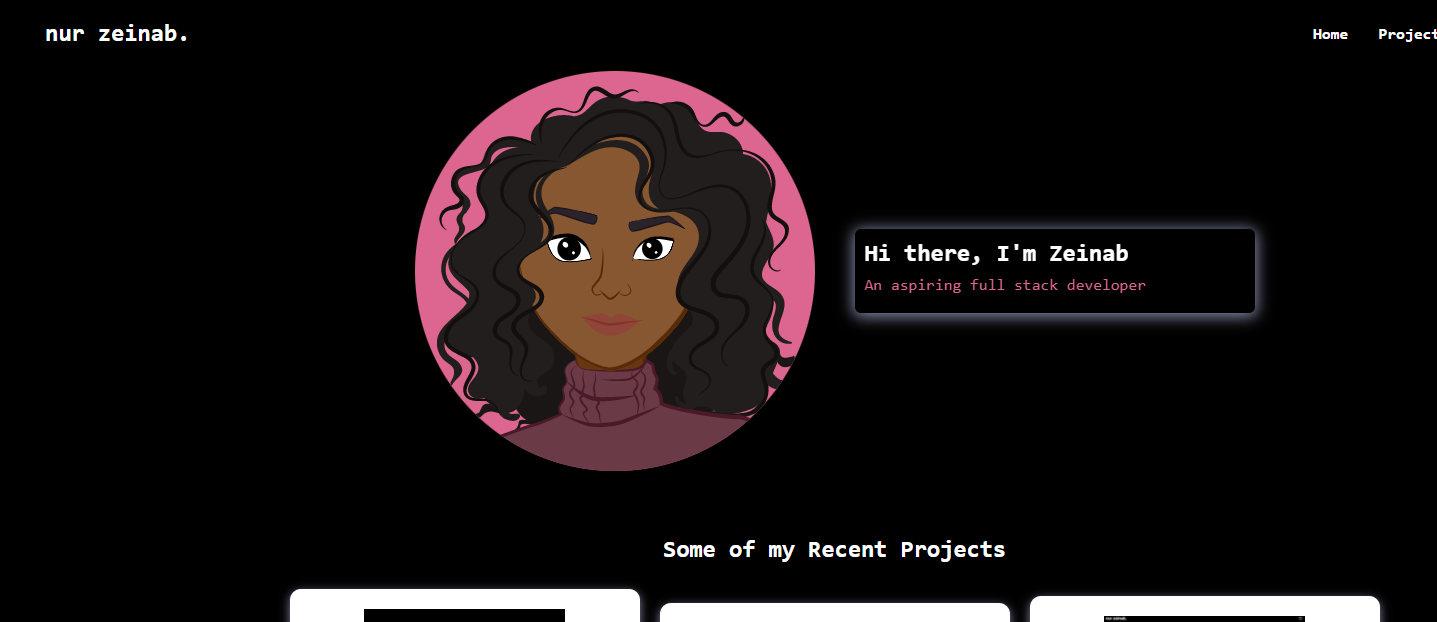 nur zeinab.
Home Project
Hi there, I'm Zeinab
An aspiring full stack developer
Some of my Recent Projects